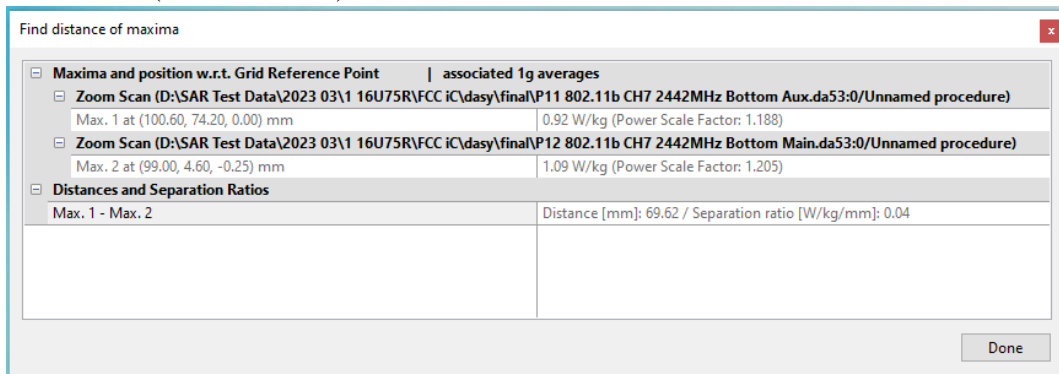 Find distance of maxima
x
Maxima and position w.r.t. Grid Reference Point | associated 1g averages
Zoom Scan (D:\SAR Test Data\2023 03\1 16U75R\FCC iC\dasy\final\P11 802.11b CH7 2442MHz Bottom Aux.da53:0/Unnamed procedure)
Max. 1 at (100.60, 74.20, 0.00) mm 0.92 W/kg (Power Scale Factor: 1.188)
Zoom Scan (D:\SAR Test Data\2023 03\1 16U75R\FCC iC\dasy\final\P12 802.11b CH7 2442MHz Bottom Main.da53:0/Unnamed procedure)
Max. 2 at (99.00, 4.60, -0.25) mm 1.09 W/kg (Power Scale Factor: 1.205)
Distances and Separation Ratios
Max. 1 - Max. 2 Distance [mm]: 69.62 / Separation ratio [W/kg/mm]: 0.04
Done